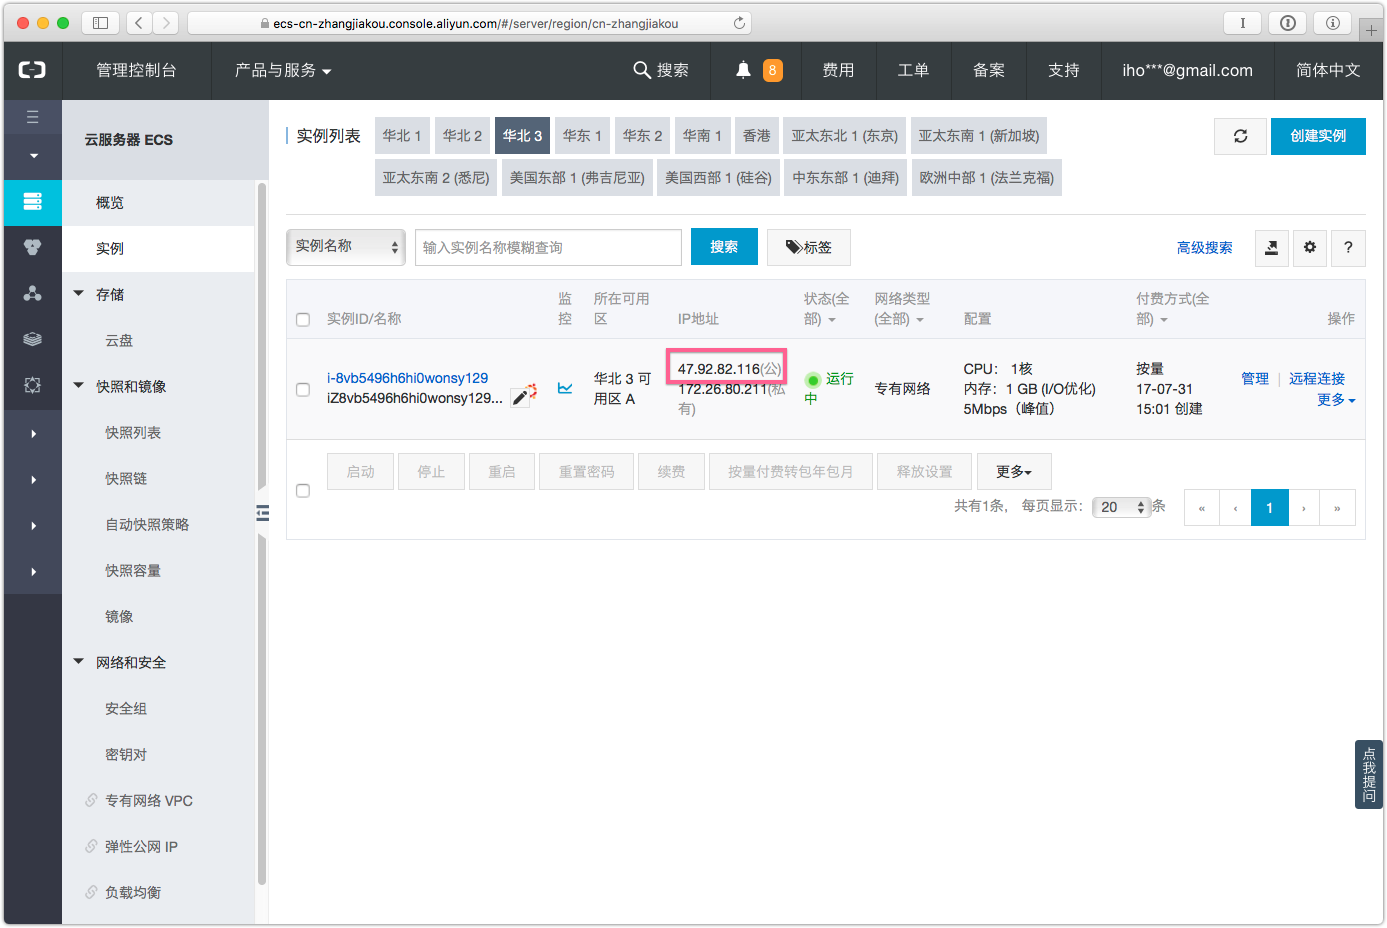 ecs-cn-zhangjiakou.console.aliyun.com/#/server/region/cn-zhangjiakou
管理控制台 产品与服务 搜索 8 费用 工单 备案 支持 iho***@gmail.com 简体中文
云服务器 ECS
概览
实例
存储
云盘
快照和镜像
快照列表
快照链
自动快照策略
快照容量
镜像
网络和安全
安全组
密钥对
专有网络 VPC
弹性公网 IP
负载均衡
实例列表 华北 1 华北 2 华北 3 华东 1 华东 2 华南 1 香港 亚太东北 1 (东京) 亚太东南 1 (新加坡) 创建实例
亚太东南 2 (悉尼) 美国东部 1 (弗吉尼亚) 美国西部 1 (硅谷) 中东东部 1 (迪拜) 欧洲中部 1 (法兰克福)
实例名称 输入实例名称模糊查询 搜索 标签 高级搜索 ?
实例ID/名称
监
控
所在可用
区
IP地址
状态(全
部)
网络类型
(全部)
配置
付费方式(全
部)
操作
i-8vb5496h6hi0wonsy129
iZ8vb5496h6hi0wonsy129...
华北 3 可
用区 A
47.92.82.116(公)
172.26.80.211(私
有)
运行
中
专有网络
CPU： 1核
内存： 1 GB (I/O优化)
5Mbps（峰值）
按量
17-07-31
15:01 创建
管理 | 远程连接
更多
启动 停止 重启 重置密码 续费 按量付费转包年包月 释放设置 更多
共有1条， 每页显示： 20 条 « ‹ 1 › »
点我提问